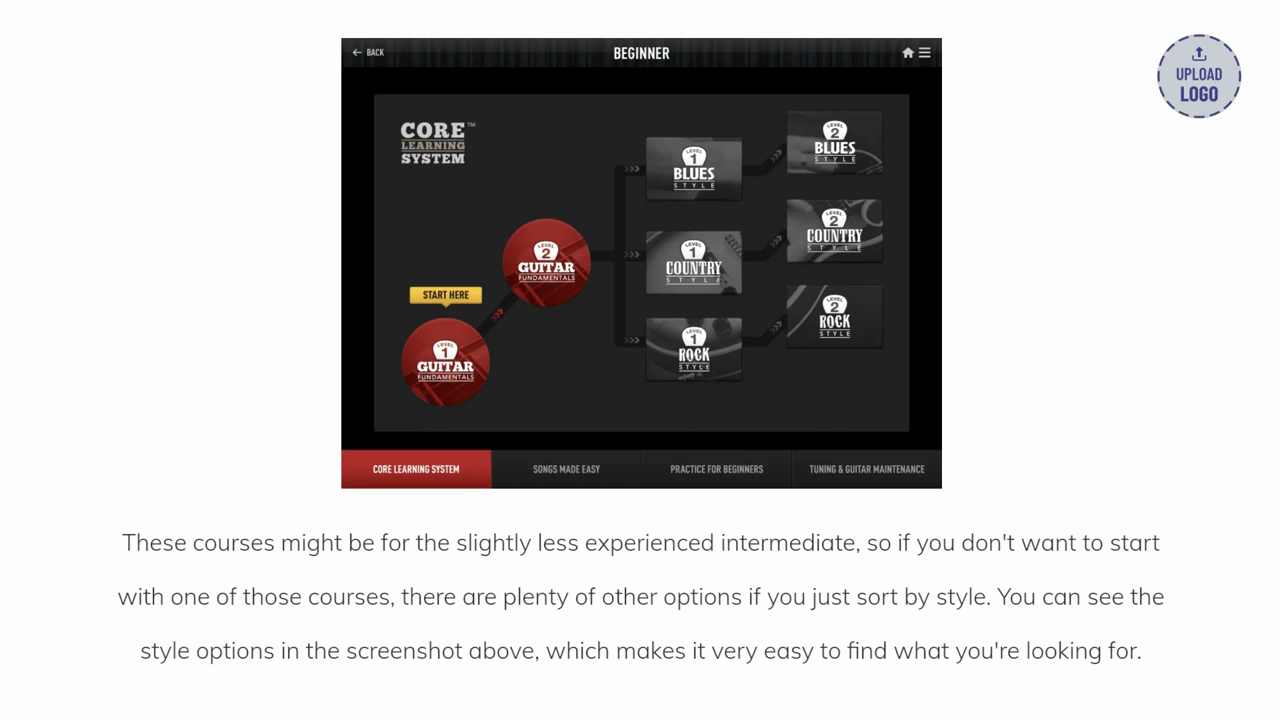 BACK
BEGINNER
UPLOAD
LOGO
CORE™
LEARNING
SYSTEM
LEVEL
2
BLUES
STYLE
LEVEL
1
BLUES
STYLE
LEVEL
2
COUNTRY
STYLE
LEVEL
1
COUNTRY
STYLE
LEVEL
2
GUITAR
FUNDAMENTALS
START HERE
LEVEL
1
GUITAR
FUNDAMENTALS
LEVEL
2
ROCK
STYLE
LEVEL
1
ROCK
STYLE
CORE LEARNING SYSTEM
SONGS MADE EASY
PRACTICE FOR BEGINNERS
TUNING & GUITAR MAINTENANCE
These courses might be for the slightly less experienced intermediate, so if you don't want to start
with one of those courses, there are plenty of other options if you just sort by style. You can see the
style options in the screenshot above, which makes it very easy to find what you're looking for.